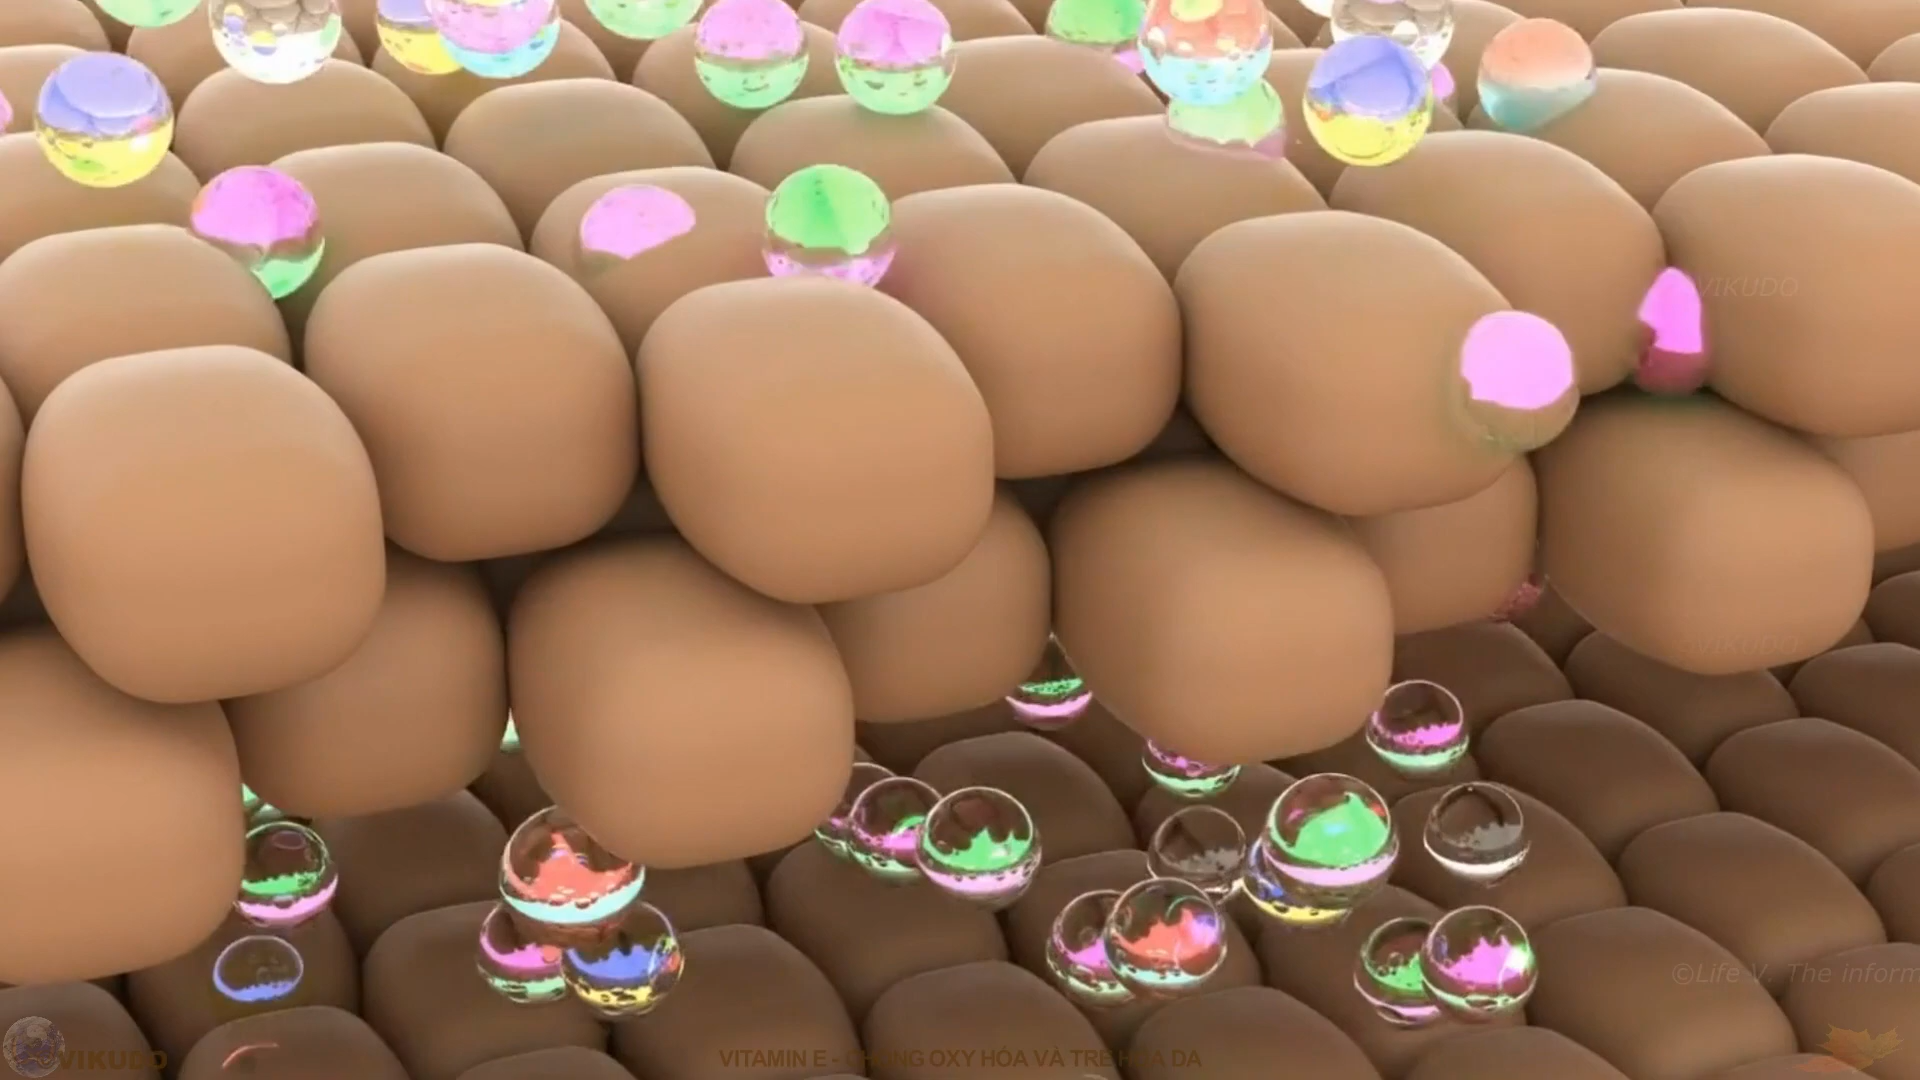 VIKUDO
VIKUDO
©Life V. The inform
VIKUDO
VITAMIN E - CHỐNG OXY HÓA VÀ TRẺ HÓA DA